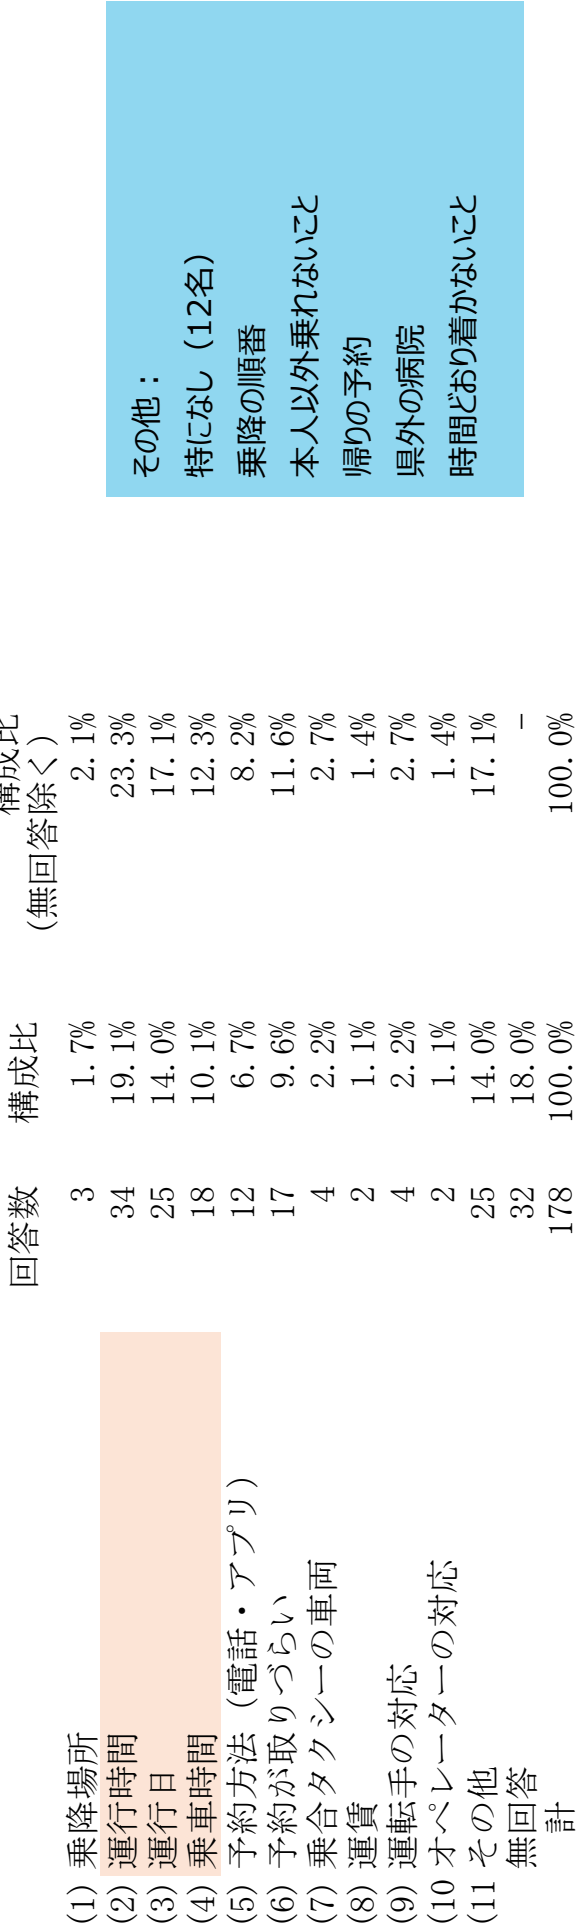 回答数 構成比 構成比
(無回答除く)
(1) 乗降場所 3 1.7% 2.1%
(2) 運行時間 34 19.1% 23.3%
(3) 運行日 25 14.0% 17.1%
(4) 乗車時間 18 10.1% 12.3%
(5) 予約方法（電話・アプリ） 12 6.7% 8.2%
(6) 予約が取りづらい 17 9.6% 11.6%
(7) 乗合タクシーの車両 4 2.2% 2.7%
(8) 運賃 2 1.1% 1.4%
(9) 運転手の対応 4 2.2% 2.7%
(10 オペレーターの対応 2 1.1% 1.4%
(11 その他 25 14.0% 17.1%
無回答 32 18.0% －
計 178 100.0% 100.0%
その他：
特になし（12名）
乗降の順番
本人以外乗れないこと
帰りの予約
県外の病院
時間どおり着かないこと